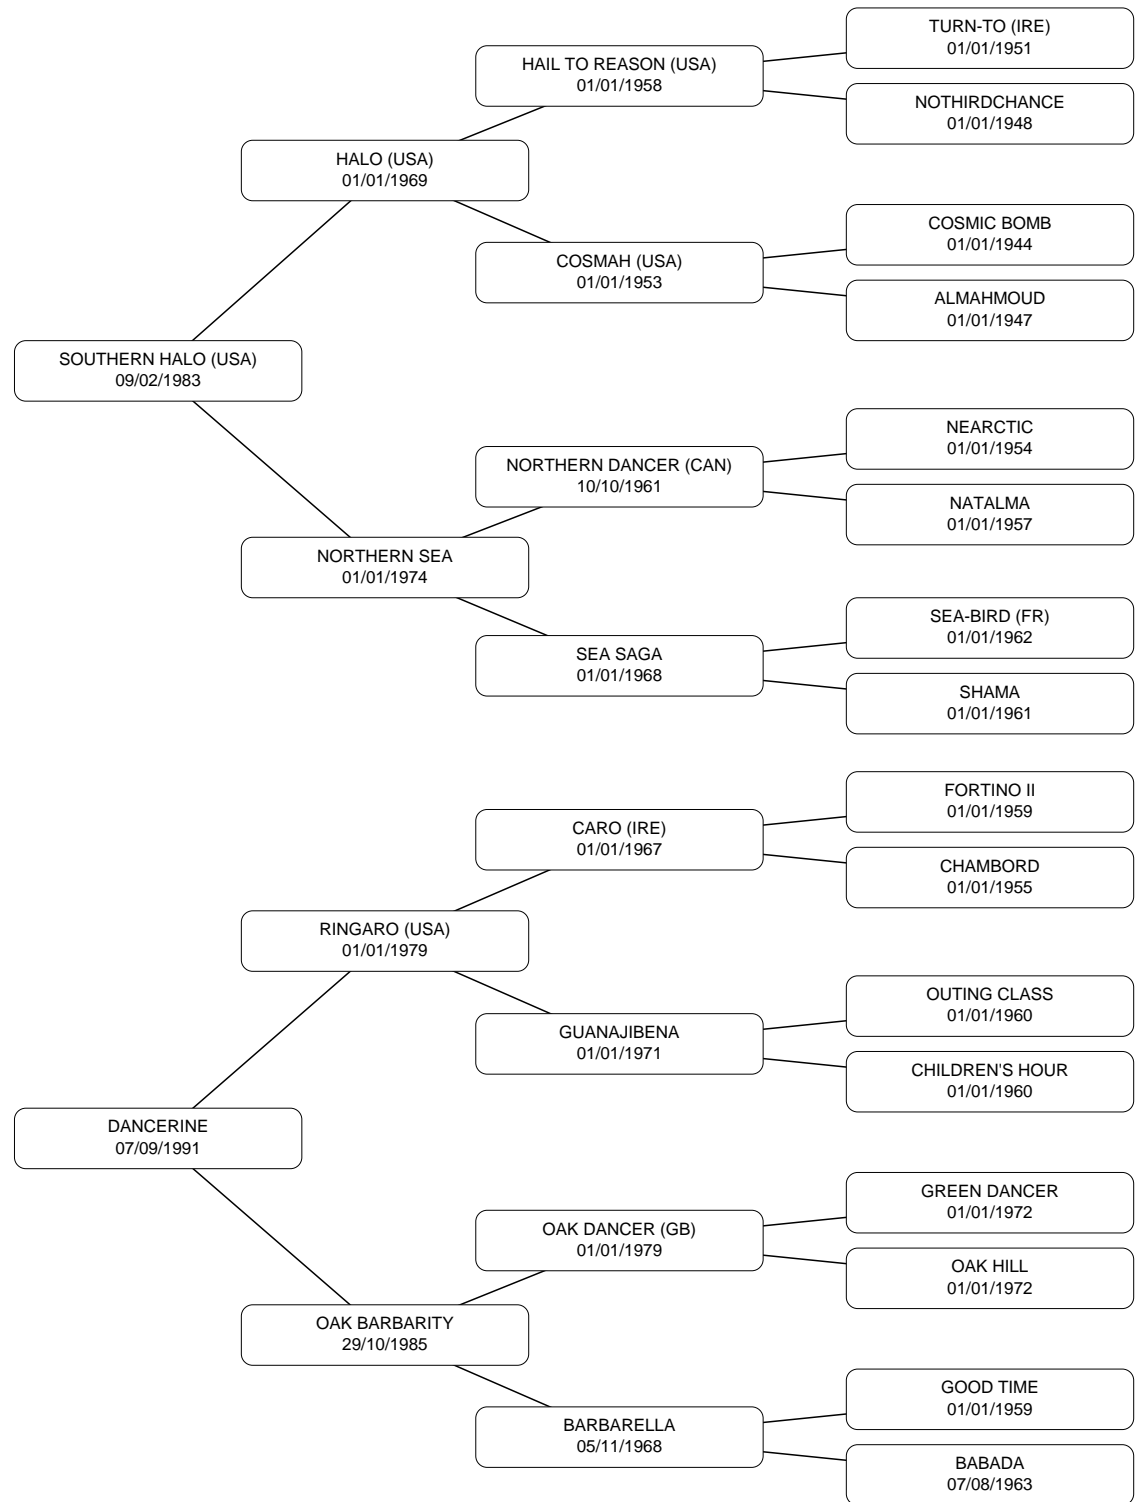 TURN-TO (IRE)
01/01/1951
HAIL TO REASON (USA)
01/01/1958
NOTHIRDCHANCE
01/01/1948
HALO (USA)
01/01/1969
COSMIC BOMB
01/01/1944
COSMAH (USA)
01/01/1953
ALMAHMOUD
01/01/1947
SOUTHERN HALO (USA)
09/02/1983
NEARCTIC
01/01/1954
NORTHERN DANCER (CAN)
10/10/1961
NATALMA
01/01/1957
NORTHERN SEA
01/01/1974
SEA-BIRD (FR)
01/01/1962
SEA SAGA
01/01/1968
SHAMA
01/01/1961
FORTINO II
01/01/1959
CARO (IRE)
01/01/1967
CHAMBORD
01/01/1955
RINGARO (USA)
01/01/1979
OUTING CLASS
01/01/1960
GUANAJIBENA
01/01/1971
CHILDREN'S HOUR
01/01/1960
DANCERINE
07/09/1991
GREEN DANCER
01/01/1972
OAK DANCER (GB)
01/01/1979
OAK HILL
01/01/1972
OAK BARBARITY
29/10/1985
GOOD TIME
01/01/1959
BARBARELLA
05/11/1968
BABADA
07/08/1963